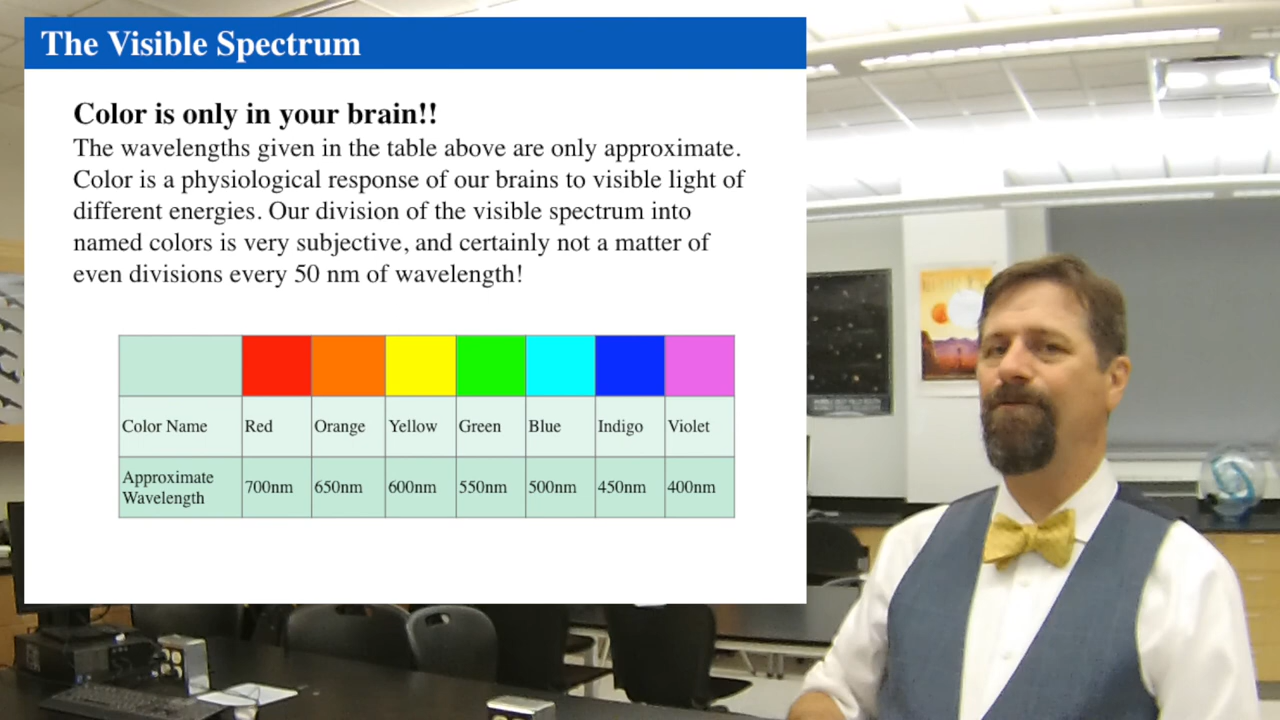 The Visible Spectrum
Color is only in your brain!!
The wavelengths given in the table above are only approximate.
Color is a physiological response of our brains to visible light of
different energies. Our division of the visible spectrum into
named colors is very subjective, and certainly not a matter of
even divisions every 50 nm of wavelength!
Color Name Red Orange Yellow Green Blue Indigo Violet
Approximate
Wavelength 700nm 650nm 600nm 550nm 500nm 450nm 400nm